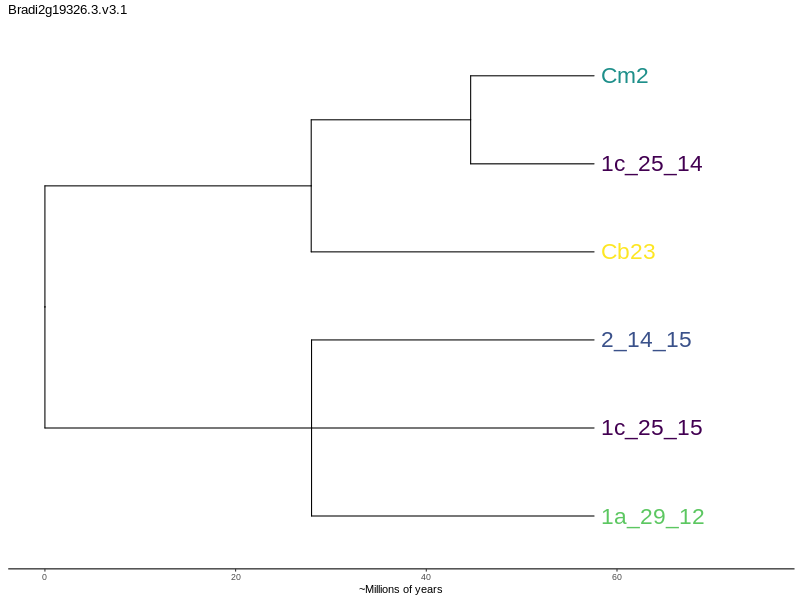 Bradi2g19326.3.v3.1
Cm2
1c_25_14
Cb23
2_14_15
1c_25_15
1a_29_12
0 20 40 60
~Millions of years